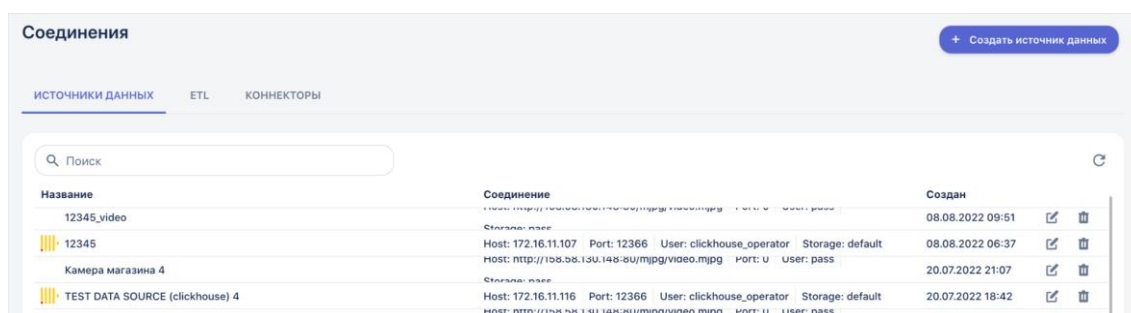 Соединения
+ Создать источник данных
ИСТОЧНИКИ ДАННЫХ ETL КОННЕКТОРЫ
Поиск
Название Соединение Создан
12345_video 08.08.2022 09:51
Storage: pass
12345 Host: 172.16.11.107 Port: 12366 User: clickhouse_operator Storage: default 08.08.2022 06:37
Host: http://158.58.130.148:80/mjpg/video.mjpg Port: 0 User: pass
Камера магазина 4 20.07.2022 21:07
Storage: pass
TEST DATA SOURCE (clickhouse) 4 Host: 172.16.11.116 Port: 12366 User: clickhouse_operator Storage: default 20.07.2022 18:42